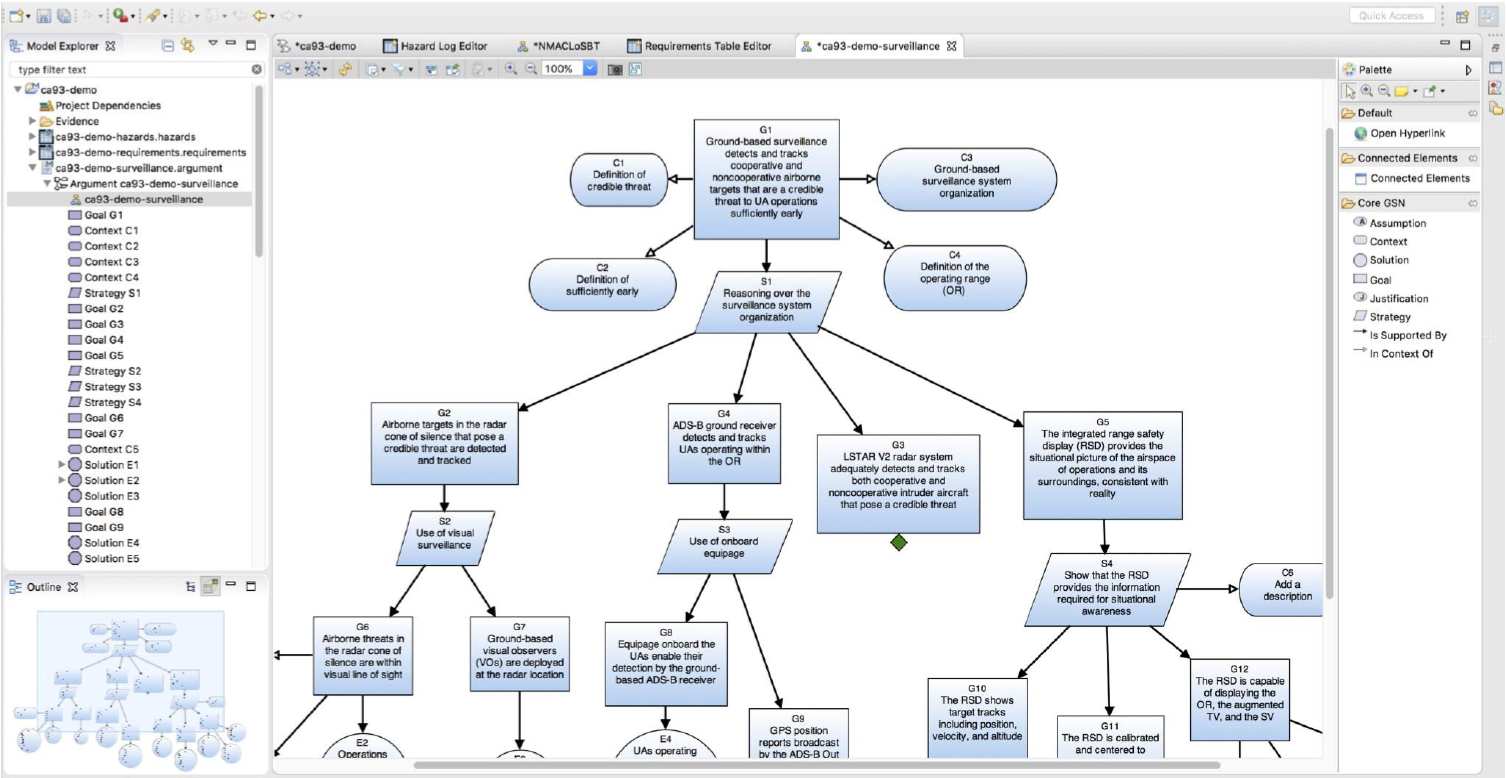 Quick Access
Model Explorer
type filter text
ca93-demo
Project Dependencies
Evidence
ca93-demo-hazards.hazards
ca93-demo-requirements.requirements
ca93-demo-surveillance.argument
Argument ca93-demo-surveillance
ca93-demo-surveillance
Goal G1
Context C1
Context C2
Context C3
Context C4
Strategy S1
Goal G2
Goal G3
Goal G4
Goal G5
Strategy S2
Strategy S3
Strategy S4
Goal G6
Goal G7
Context C5
Solution E1
Solution E2
Solution E3
Goal G8
Goal G9
Solution E4
Solution E5
Outline
*ca93-demo
Hazard Log Editor
*NMACLoSBT
Requirements Table Editor
*ca93-demo-surveillance
100%
G1
Ground-based surveillance
detects and tracks
cooperative and
noncooperative airborne
targets that are a credible
threat to UA operations
sufficiently early
C1
Definition of
credible threat
C3
Ground-based
surveillance system
organization
C2
Definition of
sufficiently early
C4
Definition of the
operating range
(OR)
S1
Reasoning over the
surveillance system
organization
G2
Airborne targets in the radar
cone of silence that pose a
credible threat are detected
and tracked
G4
ADS-B ground receiver
detects and tracks
UAs operating within
the OR
G3
LSTAR V2 radar system
adequately detects and tracks
both cooperative and
noncooperative intruder aircraft
that pose a credible threat
G5
The integrated range safety
display (RSD) provides the
situational picture of the airspace
of operations and its
surroundings, consistent with
reality
S2
Use of visual
surveillance
S3
Use of onboard
equipage
S4
Show that the RSD
provides the information
required for situational
awareness
C6
Add a
description
G6
Airborne threats in
the radar cone of
silence are within
visual line of sight
G7
Ground-based
visual observers
(VOs) are deployed
at the radar location
G8
Equipage onboard the
UAs enable their
detection by the ground-
based ADS-B receiver
G9
GPS position
reports broadcast
by the ADS-B Out
G10
The RSD shows
target tracks
including position,
velocity, and altitude
G11
The RSD is calibrated
and centered to
G12
The RSD is capable
of displaying the
OR, the augmented
TV, and the SV
E2
Operations
E4
UAs operating
Palette
Default
Open Hyperlink
Connected Elements
Connected Elements
Core GSN
Assumption
Context
Solution
Goal
Justification
Strategy
Is Supported By
In Context Of